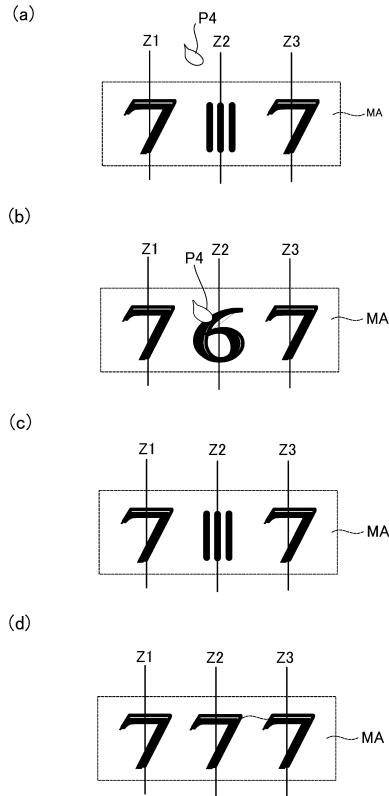 (a)
P4
Z1 Z2 Z3
7 7 MA
(b)
P4
Z1 Z2 Z3
7 6 7 MA
(c)
Z1 Z2 Z3
7 7 MA
(d)
Z1 Z2 Z3
7 7 7 MA